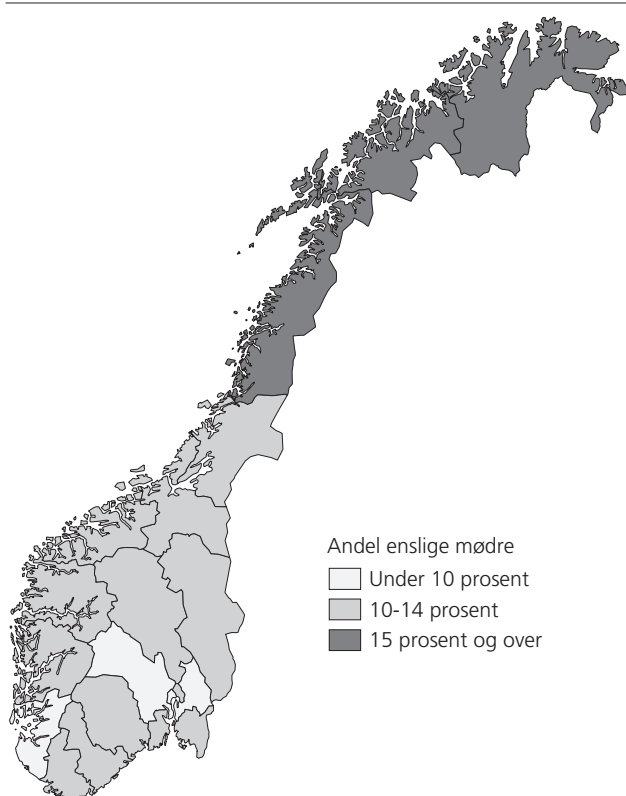 Andel enslige mødre
Under 10 prosent
10-14 prosent
15 prosent og over